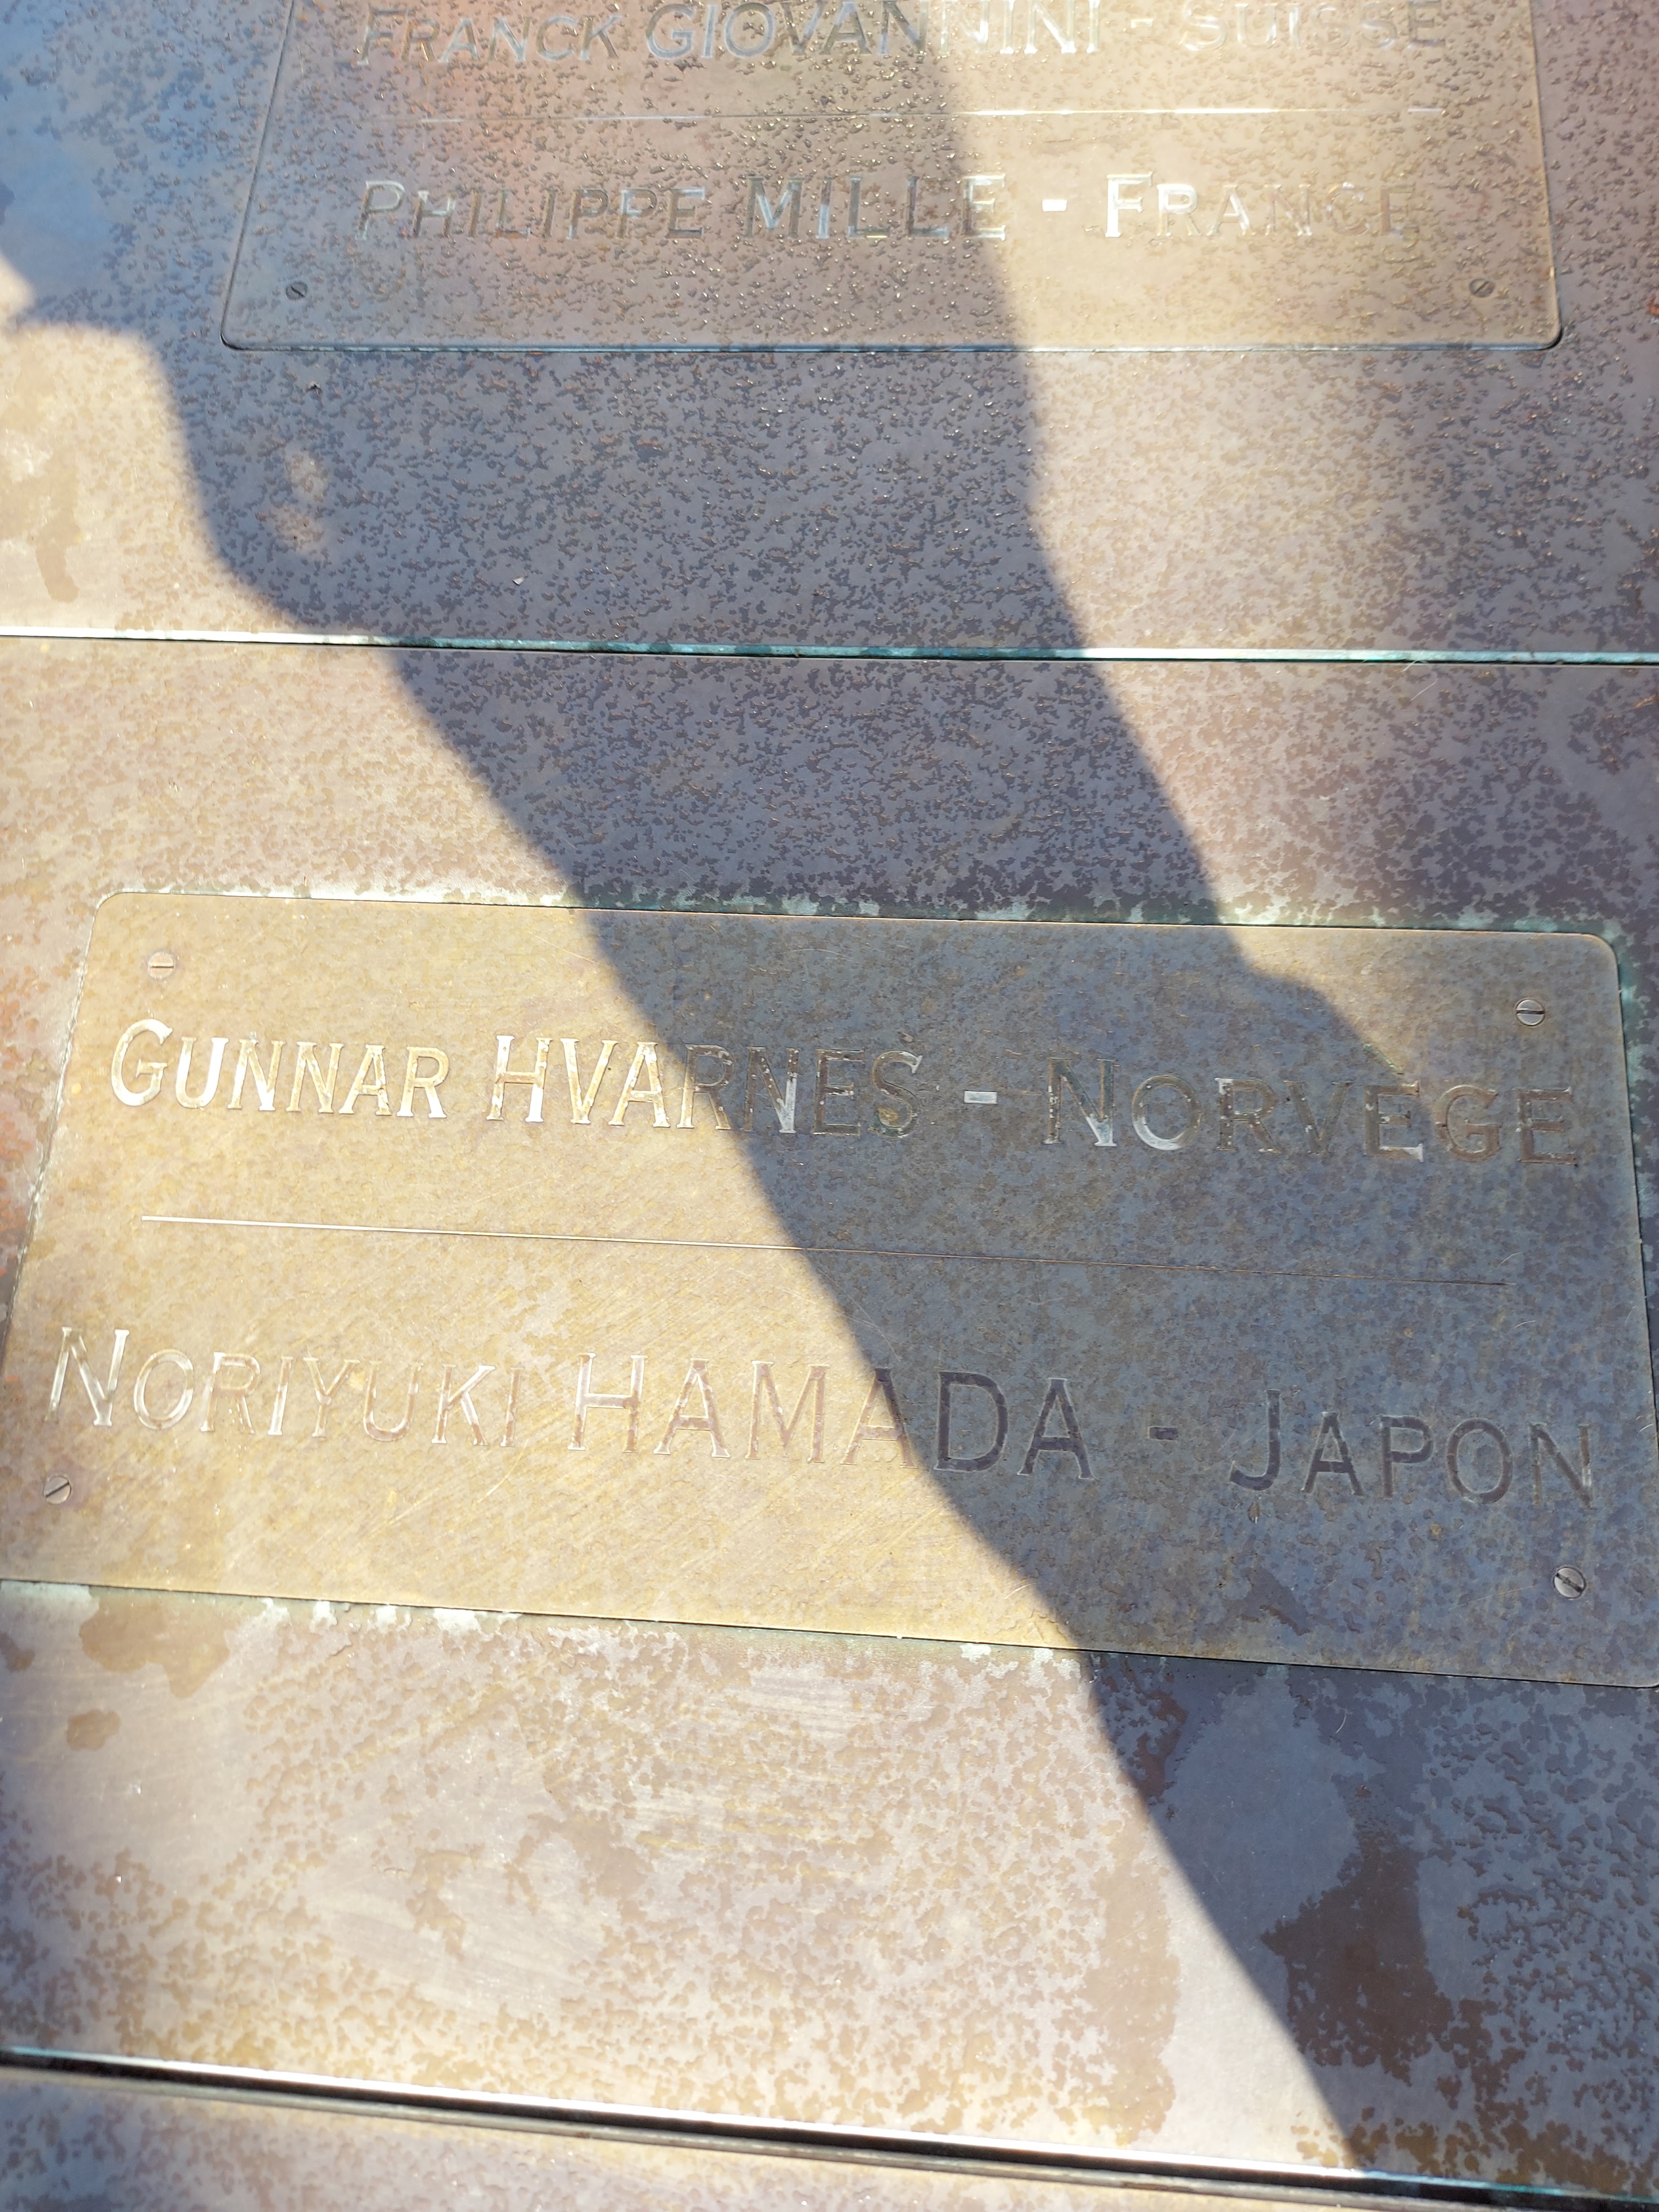 FRANCK GIOVANNINI - SUISSE
PHILIPPE MILLE - FRANCE
GUNNAR HVARNES - NORVEGE
NORIYUKI HAMADA - JAPON